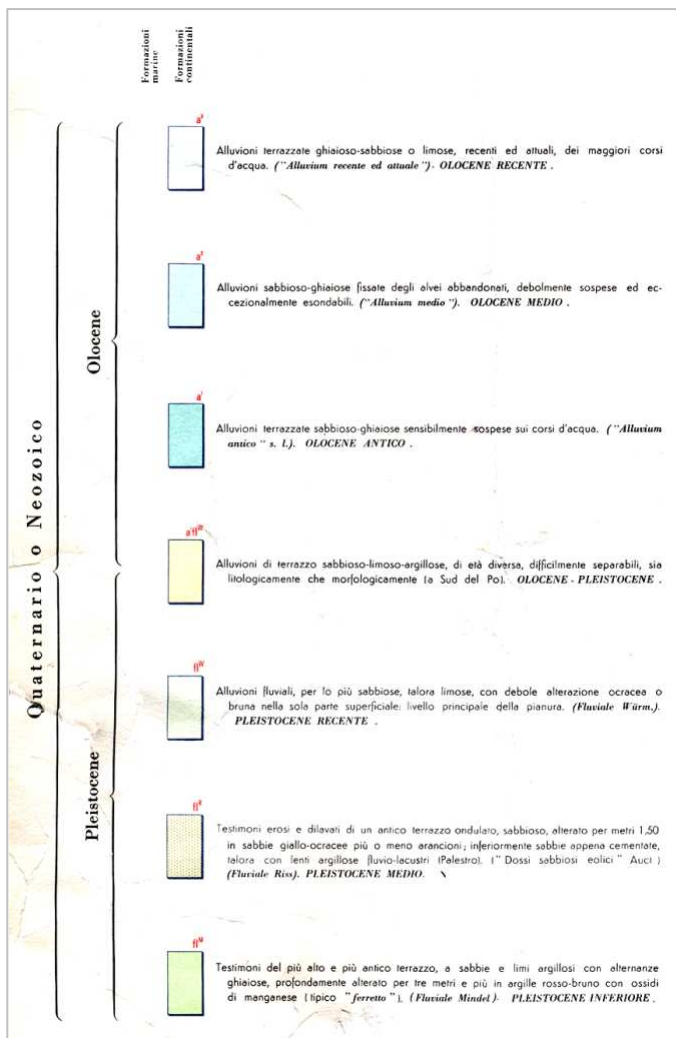 Formazioni
marine
Formazioni
continentali
Quaternario o Neozoico
Olocene
Pleistocene
a³
Alluvioni terrazzate ghiaioso-sabbiose o limose, recenti ed attuali, dei maggiori corsi
d'acqua. ("Alluvium recente ed attuale"). OLOCENE RECENTE .
a²
Alluvioni sabbioso-ghiaiose fissate degli alvei abbandonati, debolmente sospese ed ec-
cezionalmente esondabili. ("Alluvium medio"). OLOCENE MEDIO .
a¹
Alluvioni terrazzate sabbioso-ghiaiose sensibilmente sospese sui corsi d'acqua. ("Alluvium
antico" s. l.). OLOCENE ANTICO .
Alluvioni di terrazzo sabbioso-limoso-argillose, di età diversa, difficilmente separabili, sia
litologicamente che morfologicamente (a Sud del Po). OLOCENE - PLEISTOCENE .
flᵂ
Alluvioni fluviali, per lo più sabbiose, talora limose, con debole alterazione ocracea o
bruna nella sola parte superficiale: livello principale della pianura. (Fluviale Würm.).
PLEISTOCENE RECENTE .
flᴿ
Testimoni erosi e dilavati di un antico terrazzo ondulato, sabbioso, alterato per metri 1,50
in sabbie giallo-ocracee più o meno arancioni; inferiormente sabbie appena cementate,
talora con lenti argillose fluvio-lacustri (Palestro). ("Dossi sabbiosi eolici" Auct.)
(Fluviale Riss). PLEISTOCENE MEDIO.
flᴹ
Testimoni del più alto e più antico terrazzo, a sabbie e limi argillosi con alternanze
ghiaiose, profondamente alterato per tre metri e più in argille rosso-bruno con ossidi
di manganese (tipico "ferretto"). (Fluviale Mindel). PLEISTOCENE INFERIORE .